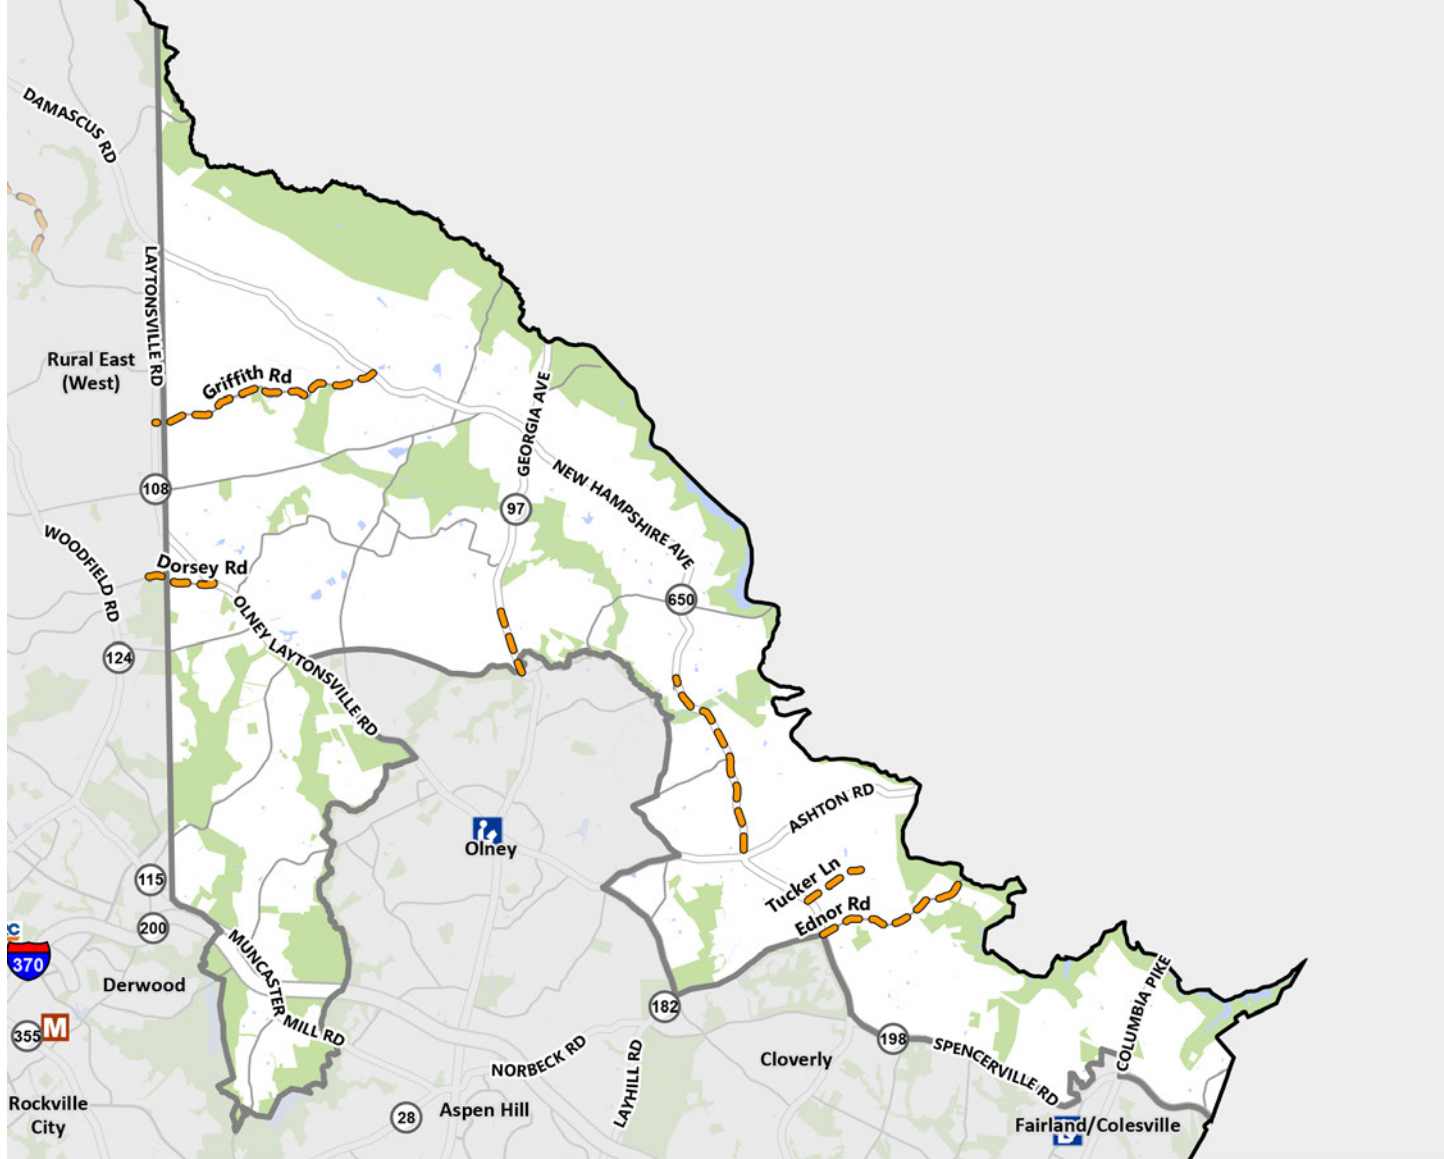 DAMASCUS RD
LAYTONSVILLE RD
Rural East
(West)
Griffith Rd
GEORGIA AVE
NEW HAMPSHIRE AVE
108
97
WOODFIELD RD
Dorsey Rd
650
124
OLNEY LAYTONSVILLE RD
ASHTON RD
Olney
115
Tucker Ln
Ednor Rd
200
370
MUNCASTER MILL RD
COLUMBIA PIKE
Derwood
182
355
M
198
NORBECK RD
LAYHILL RD
Cloverly
SPENCERVILLE RD
Rockville
City
28
Aspen Hill
Fairland/Colesville